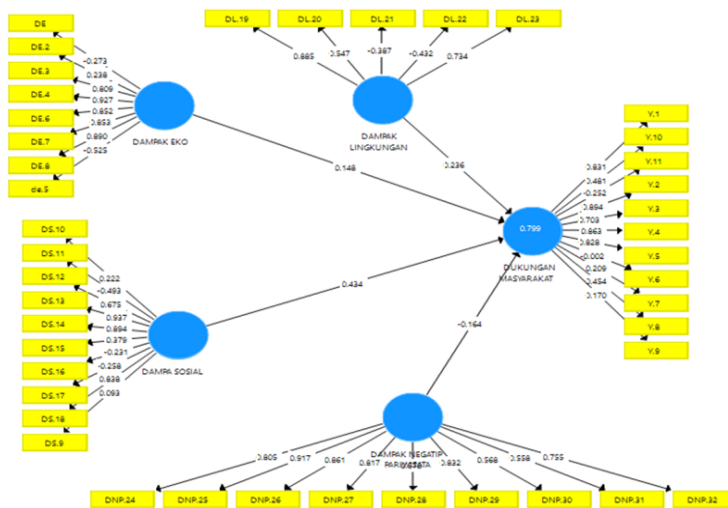 DE
DE.2
DE.3
DE.4
DE.6
DE.7
DE.8
de.5
-0.273
0.238
0.809
0.927
0.852
0.853
0.890
-0.525
DAMPAK EKO
DL.19
DL.20
DL.21
DL.22
DL.23
0.885
0.547
-0.387
-0.432
0.734
DAMPAK
LINGKUNGAN
0.148
0.236
0.434
-0.164
DS.10
DS.11
DS.12
DS.13
DS.14
DS.15
DS.16
DS.17
DS.18
DS.9
0.222
-0.493
0.675
0.937
0.894
0.379
-0.231
-0.258
0.838
0.093
DAMPA SOSIAL
0.799
DUKUNGAN
MASYARAKAT
Y.1
Y.10
Y.11
Y.2
Y.3
Y.4
Y.5
Y.6
Y.7
Y.8
Y.9
0.831
0.481
-0.252
0.894
0.703
0.863
0.828
-0.002
0.209
0.454
0.170
DAMPAK NEGATIP
PARIWISATA
0.805
0.917
0.861
0.817
0.832
0.568
0.558
0.755
DNP.24
DNP.25
DNP.26
DNP.27
DNP.28
DNP.29
DNP.30
DNP.31
DNP.32